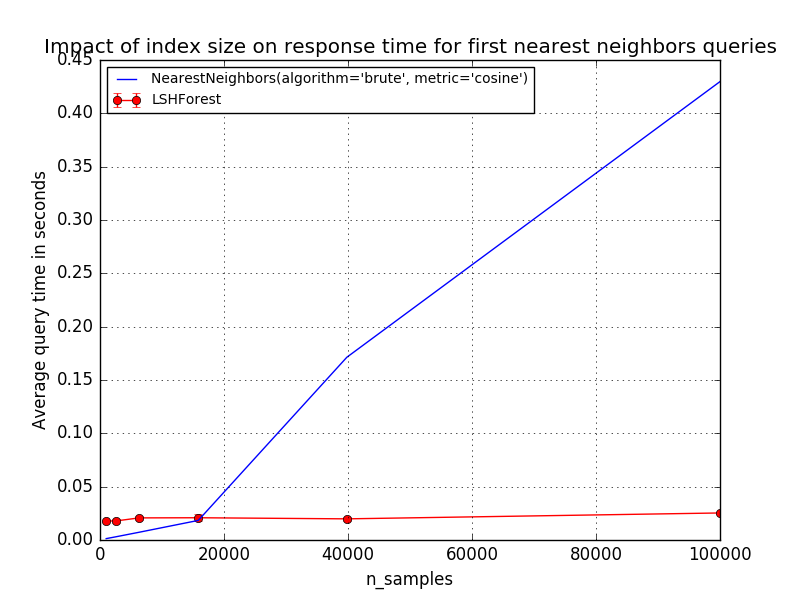 Impact of index size on response time for first nearest neighbors queries
0.45
NearestNeighbors(algorithm='brute', metric='cosine')
LSHForest
0.40
0.35
0.30
0.25
0.20
0.15
0.10
0.05
0.00
Average query time in seconds
0 20000 40000 60000 80000 100000
n_samples